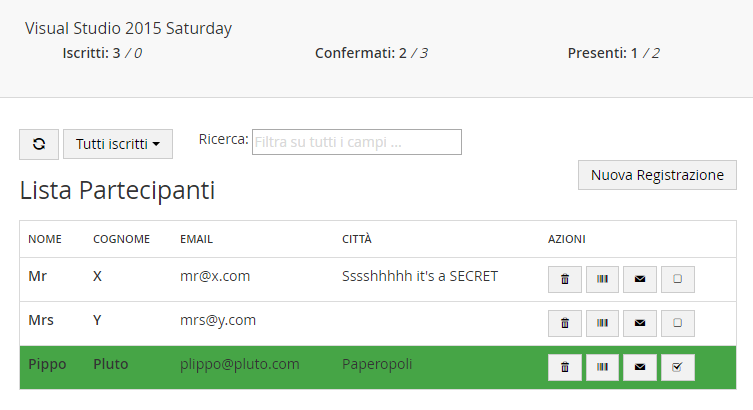 Visual Studio 2015 Saturday
Iscritti: 3 / 0 Confermati: 2 / 3 Presenti: 1 / 2
Tutti iscritti Ricerca: Filtra su tutti i campi ...
Nuova Registrazione
Lista Partecipanti
NOME COGNOME EMAIL CITTÀ AZIONI
Mr X mr@x.com Sssshhhhh it's a SECRET
Mrs Y mrs@y.com
Pippo Pluto plippo@pluto.com Paperopoli